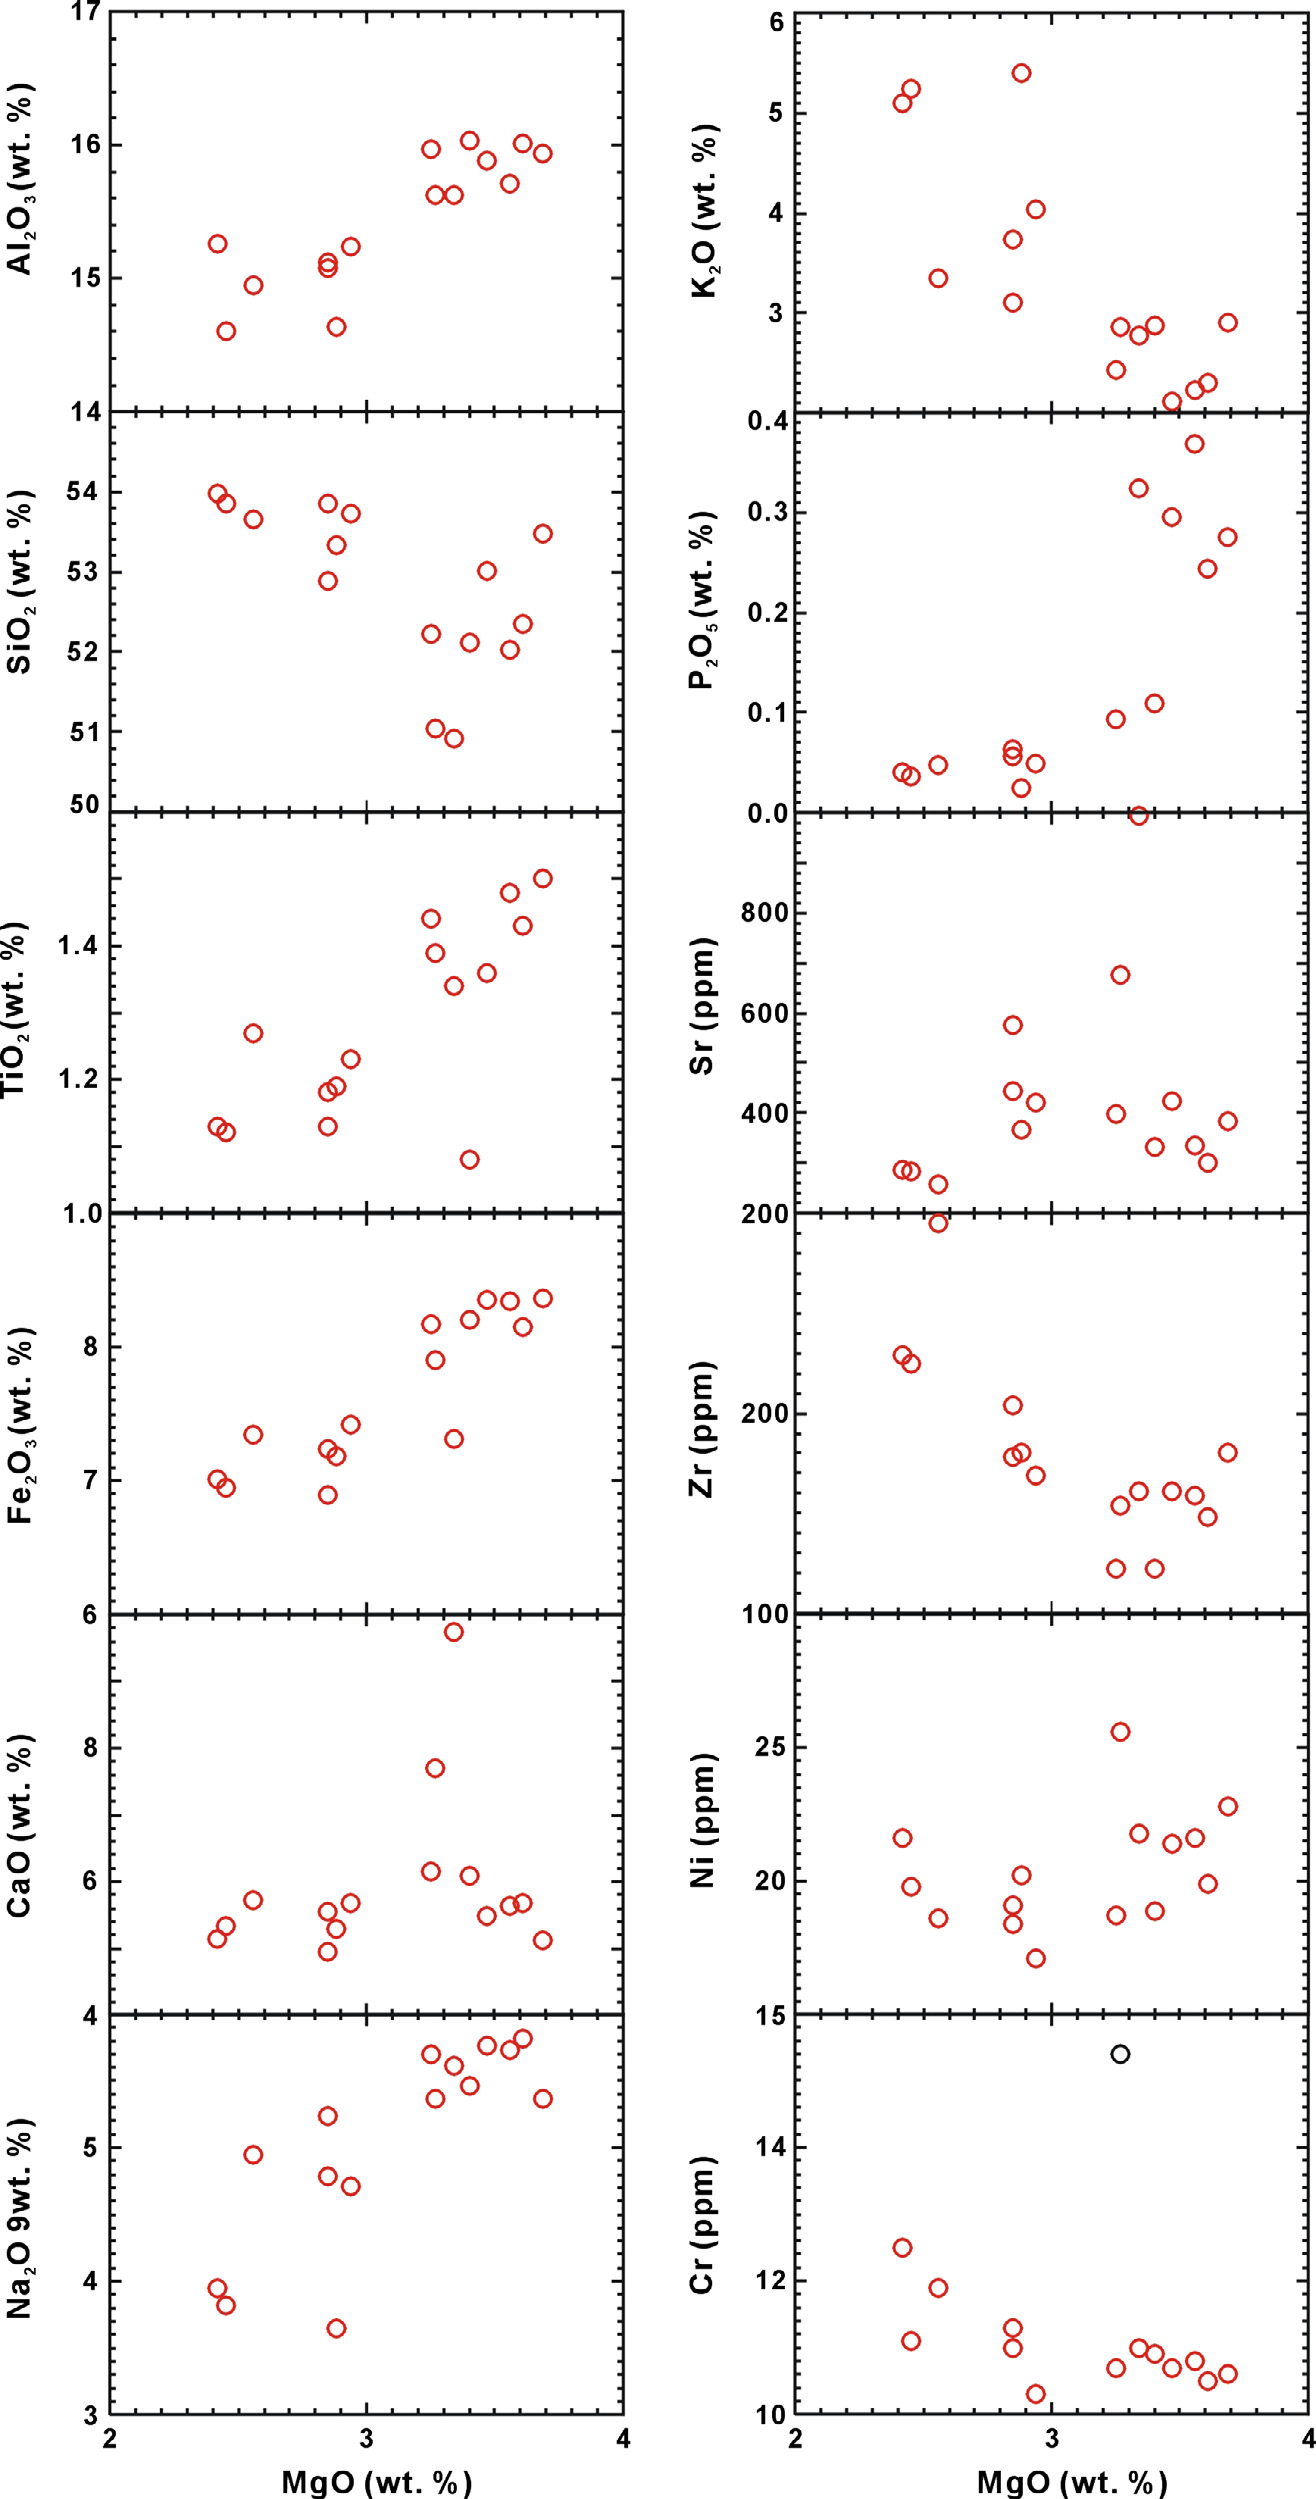 17
16
15
14
Al₂O₃ (wt. %)
54
53
52
51
50
SiO₂ (wt. %)
1.4
1.2
1.0
TiO₂ (wt. %)
8
7
6
Fe₂O₃ (wt. %)
8
6
4
CaO (wt. %)
5
4
3
Na₂O 9wt. %)
2 3 4
MgO (wt. %)
6
5
4
3
K₂O (wt. %)
0.4
0.3
0.2
0.1
0.0
P₂O₅ (wt. %)
800
600
400
200
Sr (ppm)
200
100
Zr (ppm)
25
20
15
Ni (ppm)
14
12
10
Cr (ppm)
2 3 4
MgO (wt. %)